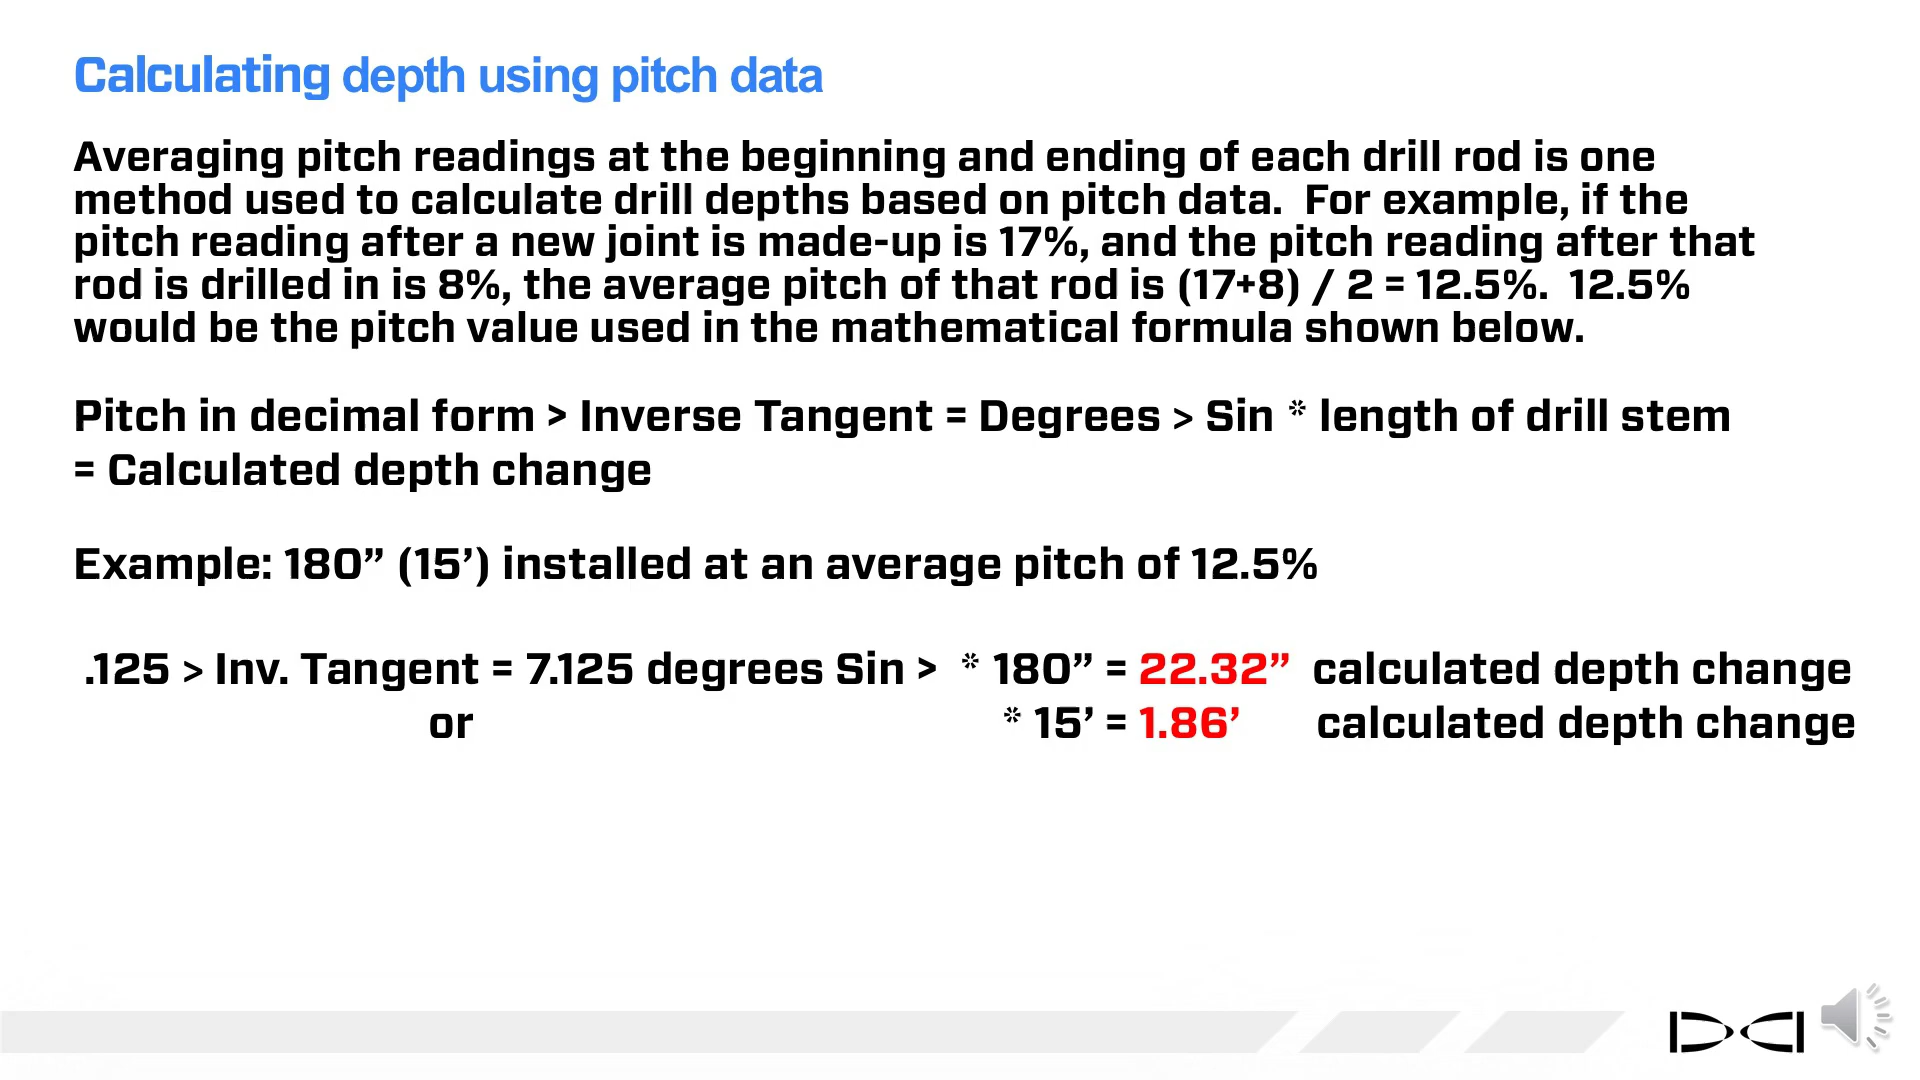 Calculating depth using pitch data
Averaging pitch readings at the beginning and ending of each drill rod is one
method used to calculate drill depths based on pitch data.  For example, if the
pitch reading after a new joint is made-up is 17%, and the pitch reading after that
rod is drilled in is 8%, the average pitch of that rod is (17+8) / 2 = 12.5%.  12.5%
would be the pitch value used in the mathematical formula shown below.
Pitch in decimal form > Inverse Tangent = Degrees > Sin * length of drill stem
= Calculated depth change
Example: 180” (15’) installed at an average pitch of 12.5%
.125 > Inv. Tangent = 7.125 degrees Sin >  * 180” = 22.32”  calculated depth change
or * 15’ = 1.86’ calculated depth change
DCI